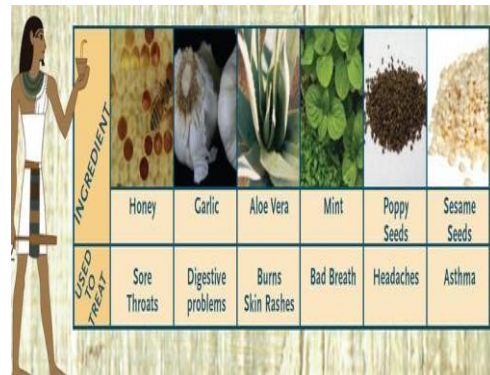 INGREDIENT
Honey
Garlic
Aloe Vera
Mint
Poppy
Seeds
Sesame
Seeds
USED
TO
TREAT
Sore
Throats
Digestive
problems
Burns
Skin Rashes
Bad Breath
Headaches
Asthma